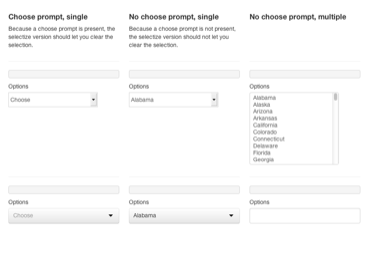 Choose prompt, single
Because a choose prompt is present, the
selectize version should let you clear the
selection.
No choose prompt, single
Because a choose prompt is not present,
the selectize version should not let you
clear the selection.
No choose prompt, multiple
Options
Choose
Options
Alabama
Options
Alabama
Alaska
Arizona
Arkansas
California
Colorado
Connecticut
Delaware
Florida
Georgia
Options
Choose
Options
Alabama
Options